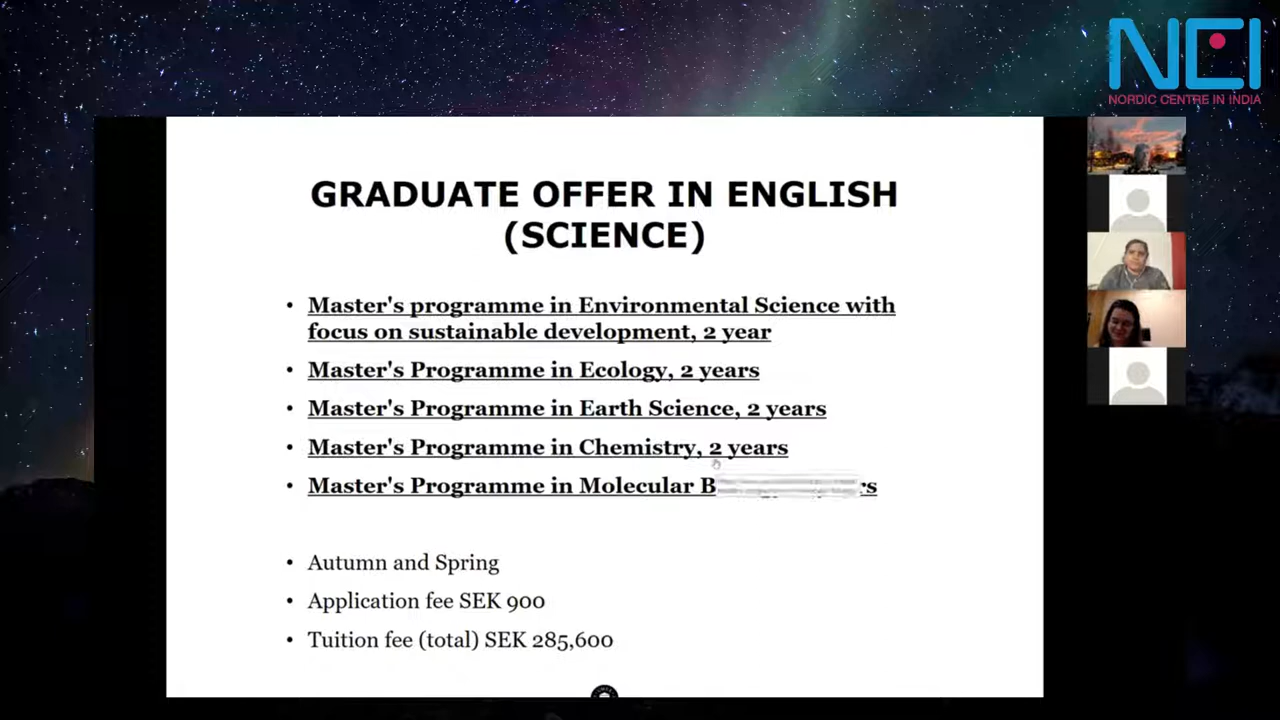 NCI
NORDIC CENTRE IN INDIA
GRADUATE OFFER IN ENGLISH
(SCIENCE)
• Master's programme in Environmental Science with
focus on sustainable development, 2 year
• Master's Programme in Ecology, 2 years
• Master's Programme in Earth Science, 2 years
• Master's Programme in Chemistry, 2 years
• Master's Programme in Molecular
• Autumn and Spring
• Application fee SEK 900
• Tuition fee (total) SEK 285,600